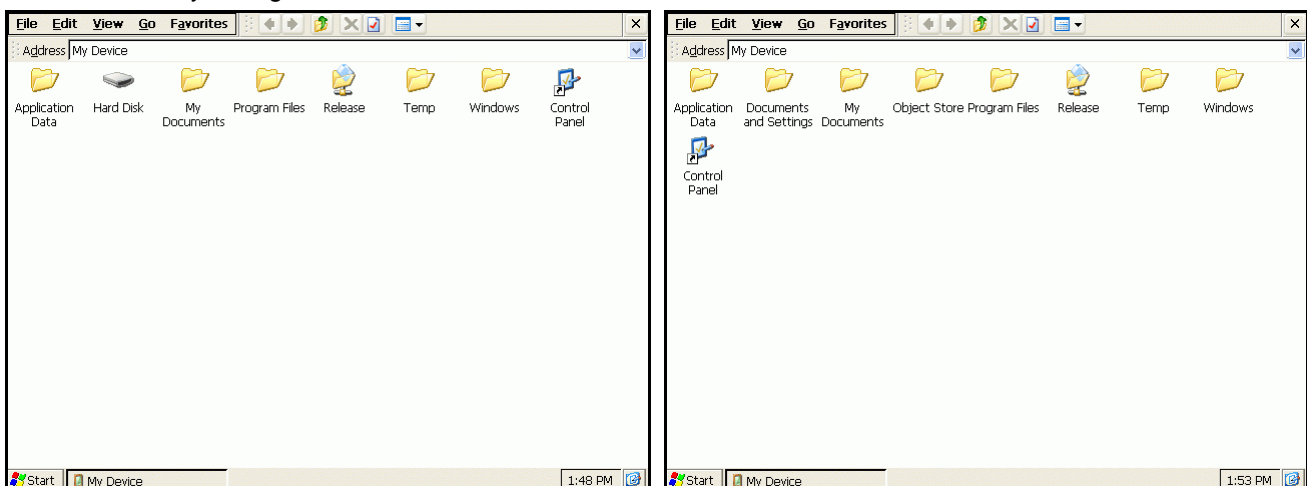 File Edit View Go Favorites
Address My Device
Application Data
Hard Disk
My Documents
Program Files
Release
Temp
Windows
Control Panel
Start My Device 1:48 PM
File Edit View Go Favorites
Address My Device
Application Data
Documents and Settings
My Documents
Object Store
Program Files
Release
Temp
Windows
Control Panel
Start My Device 1:53 PM